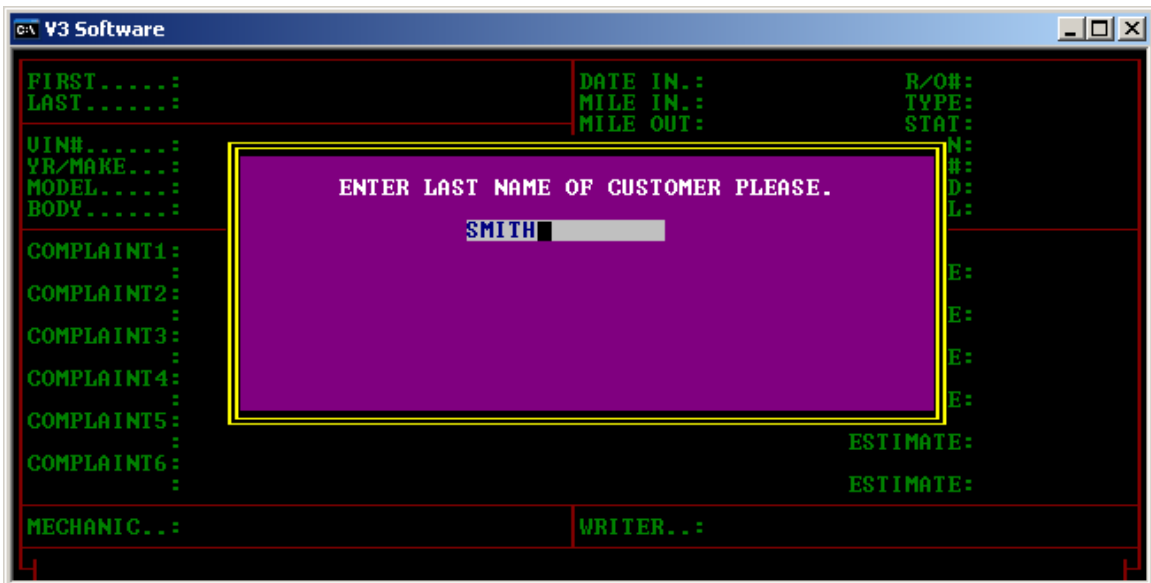 V3 Software
FIRST.....: DATE IN.: R/O#:
LAST......: MILE IN.: TYPE:
MILE OUT: STAT:
VIN#......: N:
YR/MAKE...: #:
MODEL.....: ENTER LAST NAME OF CUSTOMER PLEASE. D:
BODY......: L:
SMITH
COMPLAINT1:
: E:
COMPLAINT2:
: E:
COMPLAINT3:
: E:
COMPLAINT4:
: E:
COMPLAINT5:
: ESTIMATE:
COMPLAINT6:
: ESTIMATE:
MECHANIC..: WRITER..: